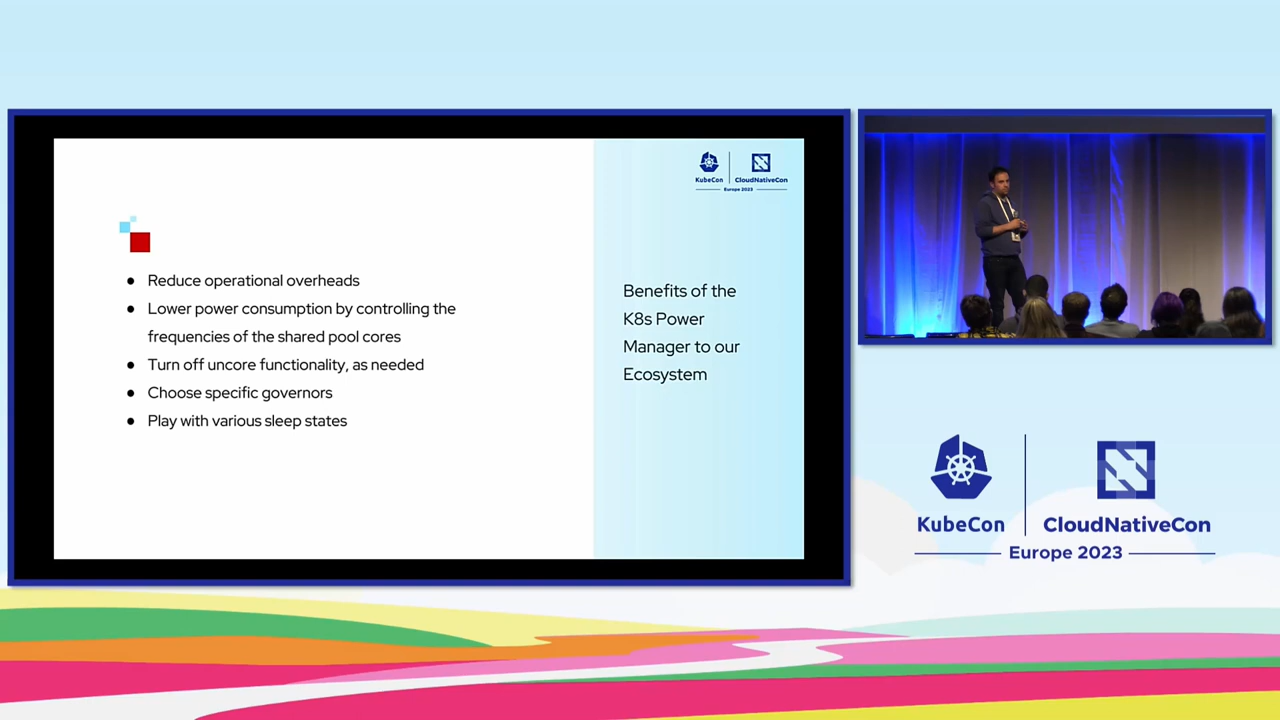 KubeCon
CloudNativeCon
Europe 2023
● Reduce operational overheads
● Lower power consumption by controlling the
frequencies of the shared pool cores
● Turn off uncore functionality, as needed
● Choose specific governors
● Play with various sleep states
Benefits of the
K8s Power
Manager to our
Ecosystem
KubeCon
CloudNativeCon
Europe 2023